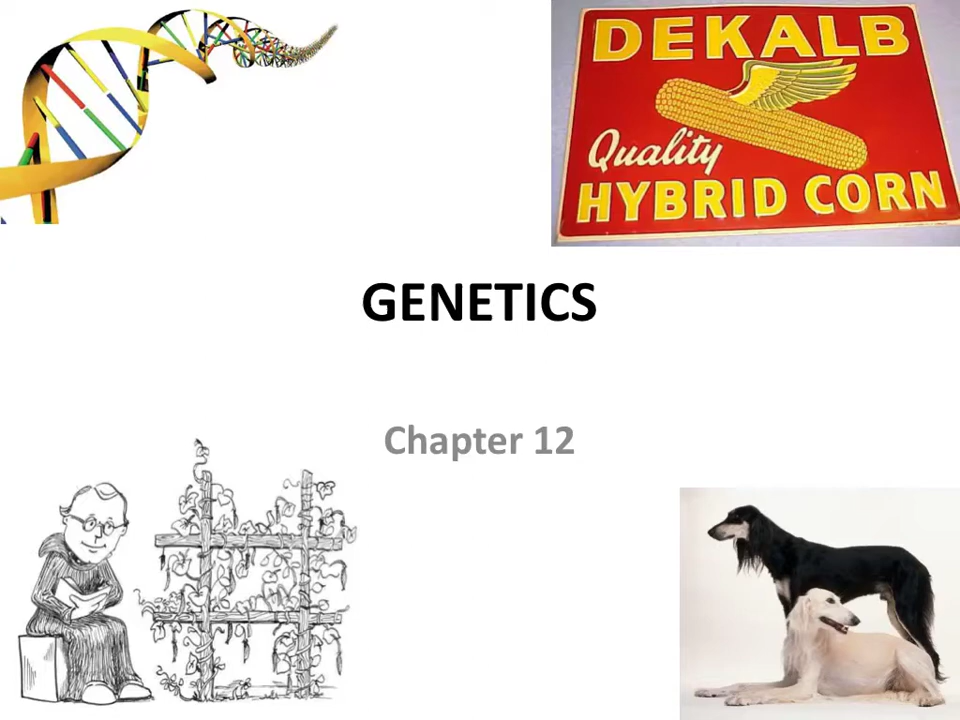 DEKALB
Quality
HYBRID CORN
GENETICS
Chapter 12